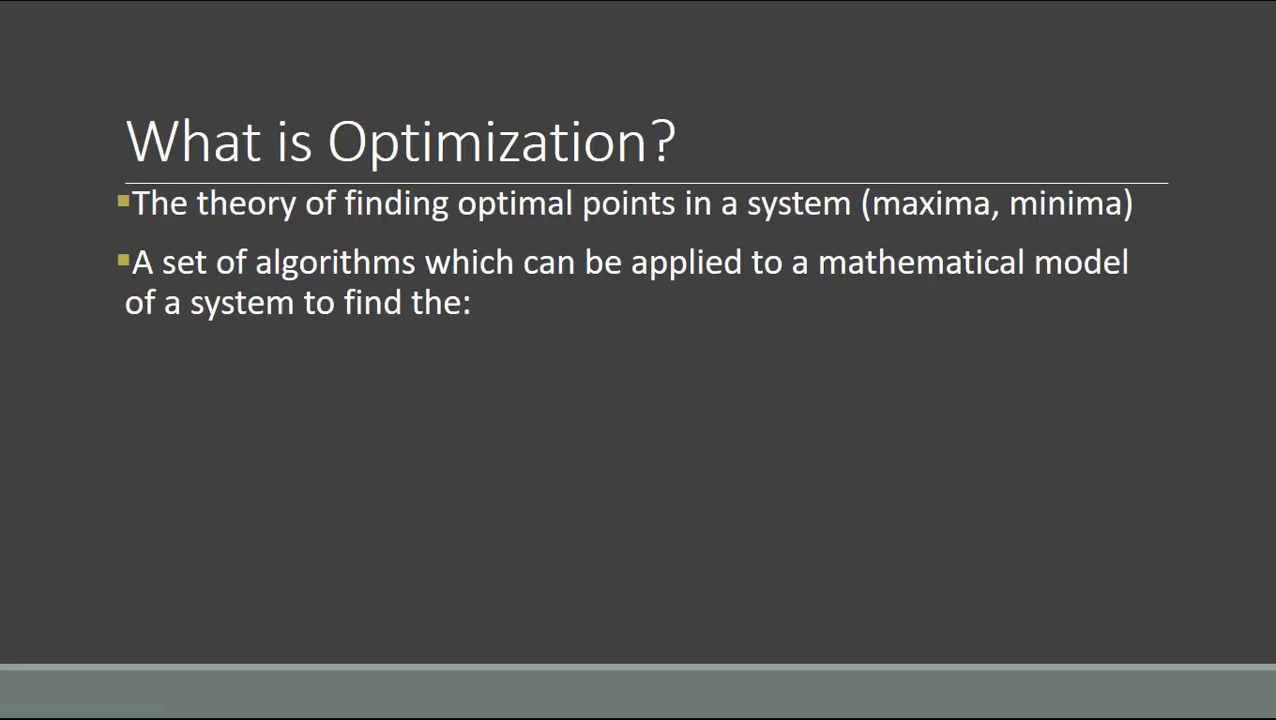 What is Optimization?
▪The theory of finding optimal points in a system (maxima, minima)
▪A set of algorithms which can be applied to a mathematical model
of a system to find the: